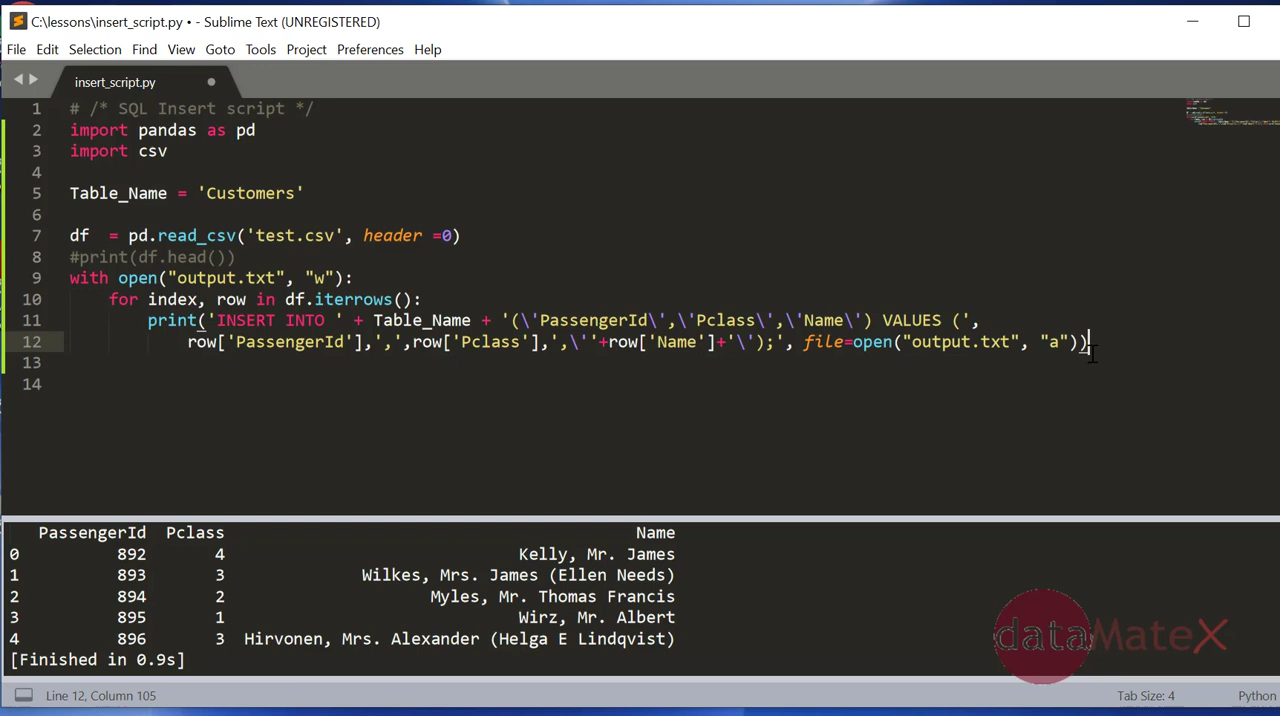 C:\lessons\insert_script.py • - Sublime Text (UNREGISTERED)
File Edit Selection Find View Goto Tools Project Preferences Help
insert_script.py
1 # /* SQL Insert script */
2 import pandas as pd
3 import csv
4
5 Table_Name = 'Customers'
6
7 df  = pd.read_csv('test.csv', header =0)
8 #print(df.head())
9 with open("output.txt", "w"):
10     for index, row in df.iterrows():
11         print('INSERT INTO ' + Table_Name + '(\'PassengerId\',\'Pclass\',\'Name\') VALUES (',
12             row['PassengerId'],',',row['Pclass'],',\''+row['Name']+'\');', file=open("output.txt", "a"))
13
14
PassengerId  Pclass  Name
0  892  4  Kelly, Mr. James
1  893  3  Wilkes, Mrs. James (Ellen Needs)
2  894  2  Myles, Mr. Thomas Francis
3  895  1  Wirz, Mr. Albert
4  896  3  Hirvonen, Mrs. Alexander (Helga E Lindqvist)
[Finished in 0.9s]
dataMateX
Line 12, Column 105 Tab Size: 4 Python